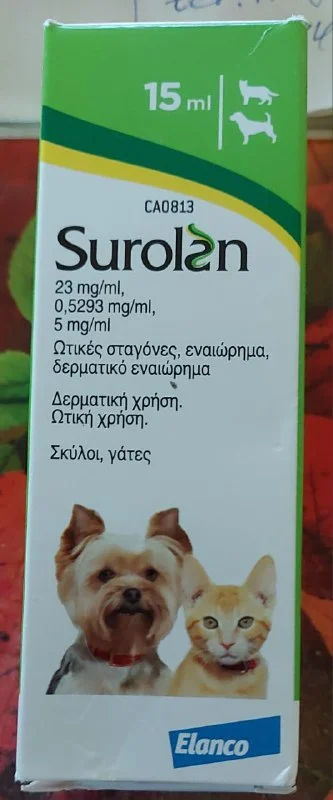 15 ml
CA0813
Surolan
23 mg/ml,
0,5293 mg/ml,
5 mg/ml
Ωτικές σταγόνες, εναιώρημα,
δερματικό εναιώρημα
Δερματική χρήση.
Ωτική χρήση.
Σκύλοι, γάτες
Elanco